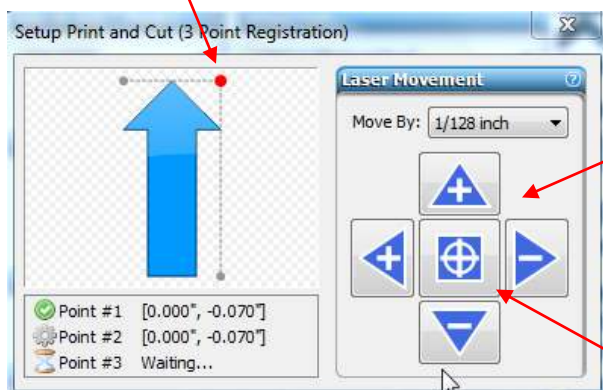 Setup Print and Cut (3 Point Registration)
Laser Movement
Move By: 1/128 inch
Point #1 [0.000", -0.070"]
Point #2 [0.000", -0.070"]
Point #3 Waiting...